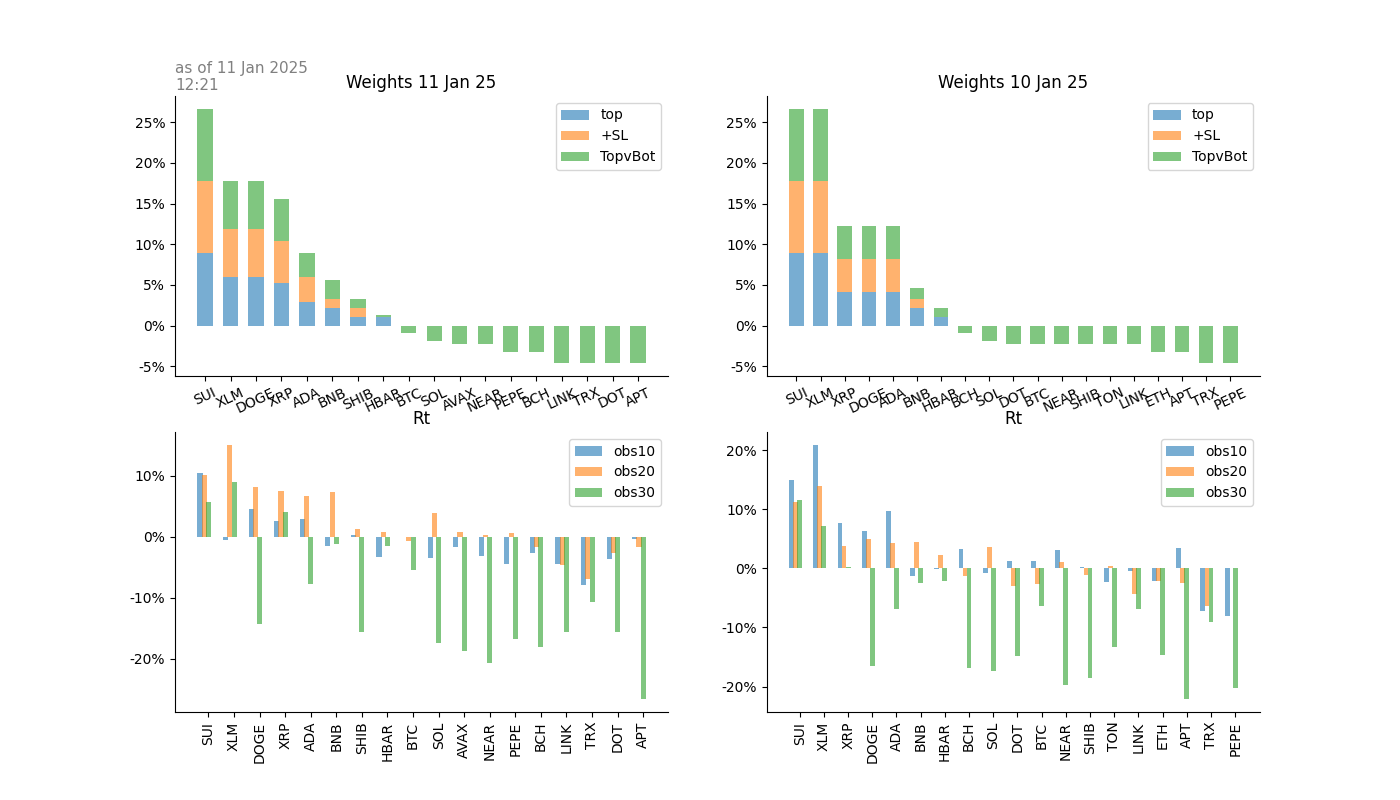 as of 11 Jan 2025
12:21
Weights 11 Jan 25
25%
20%
15%
10%
5%
0%
-5%
top
+SL
TopvBot
SUI XLM DOGE XRP ADA BNB SHIB HBAR BTC SOL AVAX NEAR PEPE BCH LINK TRX DOT APT
Weights 10 Jan 25
25%
20%
15%
10%
5%
0%
-5%
top
+SL
TopvBot
SUI XLM XRP DOGE ADA BNB HBAR BCH SOL DOT BTC NEAR SHIB TON LINK ETH APT TRX PEPE
Rt
10%
0%
-10%
-20%
obs10
obs20
obs30
SUI XLM DOGE XRP ADA BNB SHIB HBAR BTC SOL AVAX NEAR PEPE BCH LINK TRX DOT APT
Rt
20%
10%
0%
-10%
-20%
obs10
obs20
obs30
SUI XLM XRP DOGE ADA BNB HBAR BCH SOL DOT BTC NEAR SHIB TON LINK ETH APT TRX PEPE